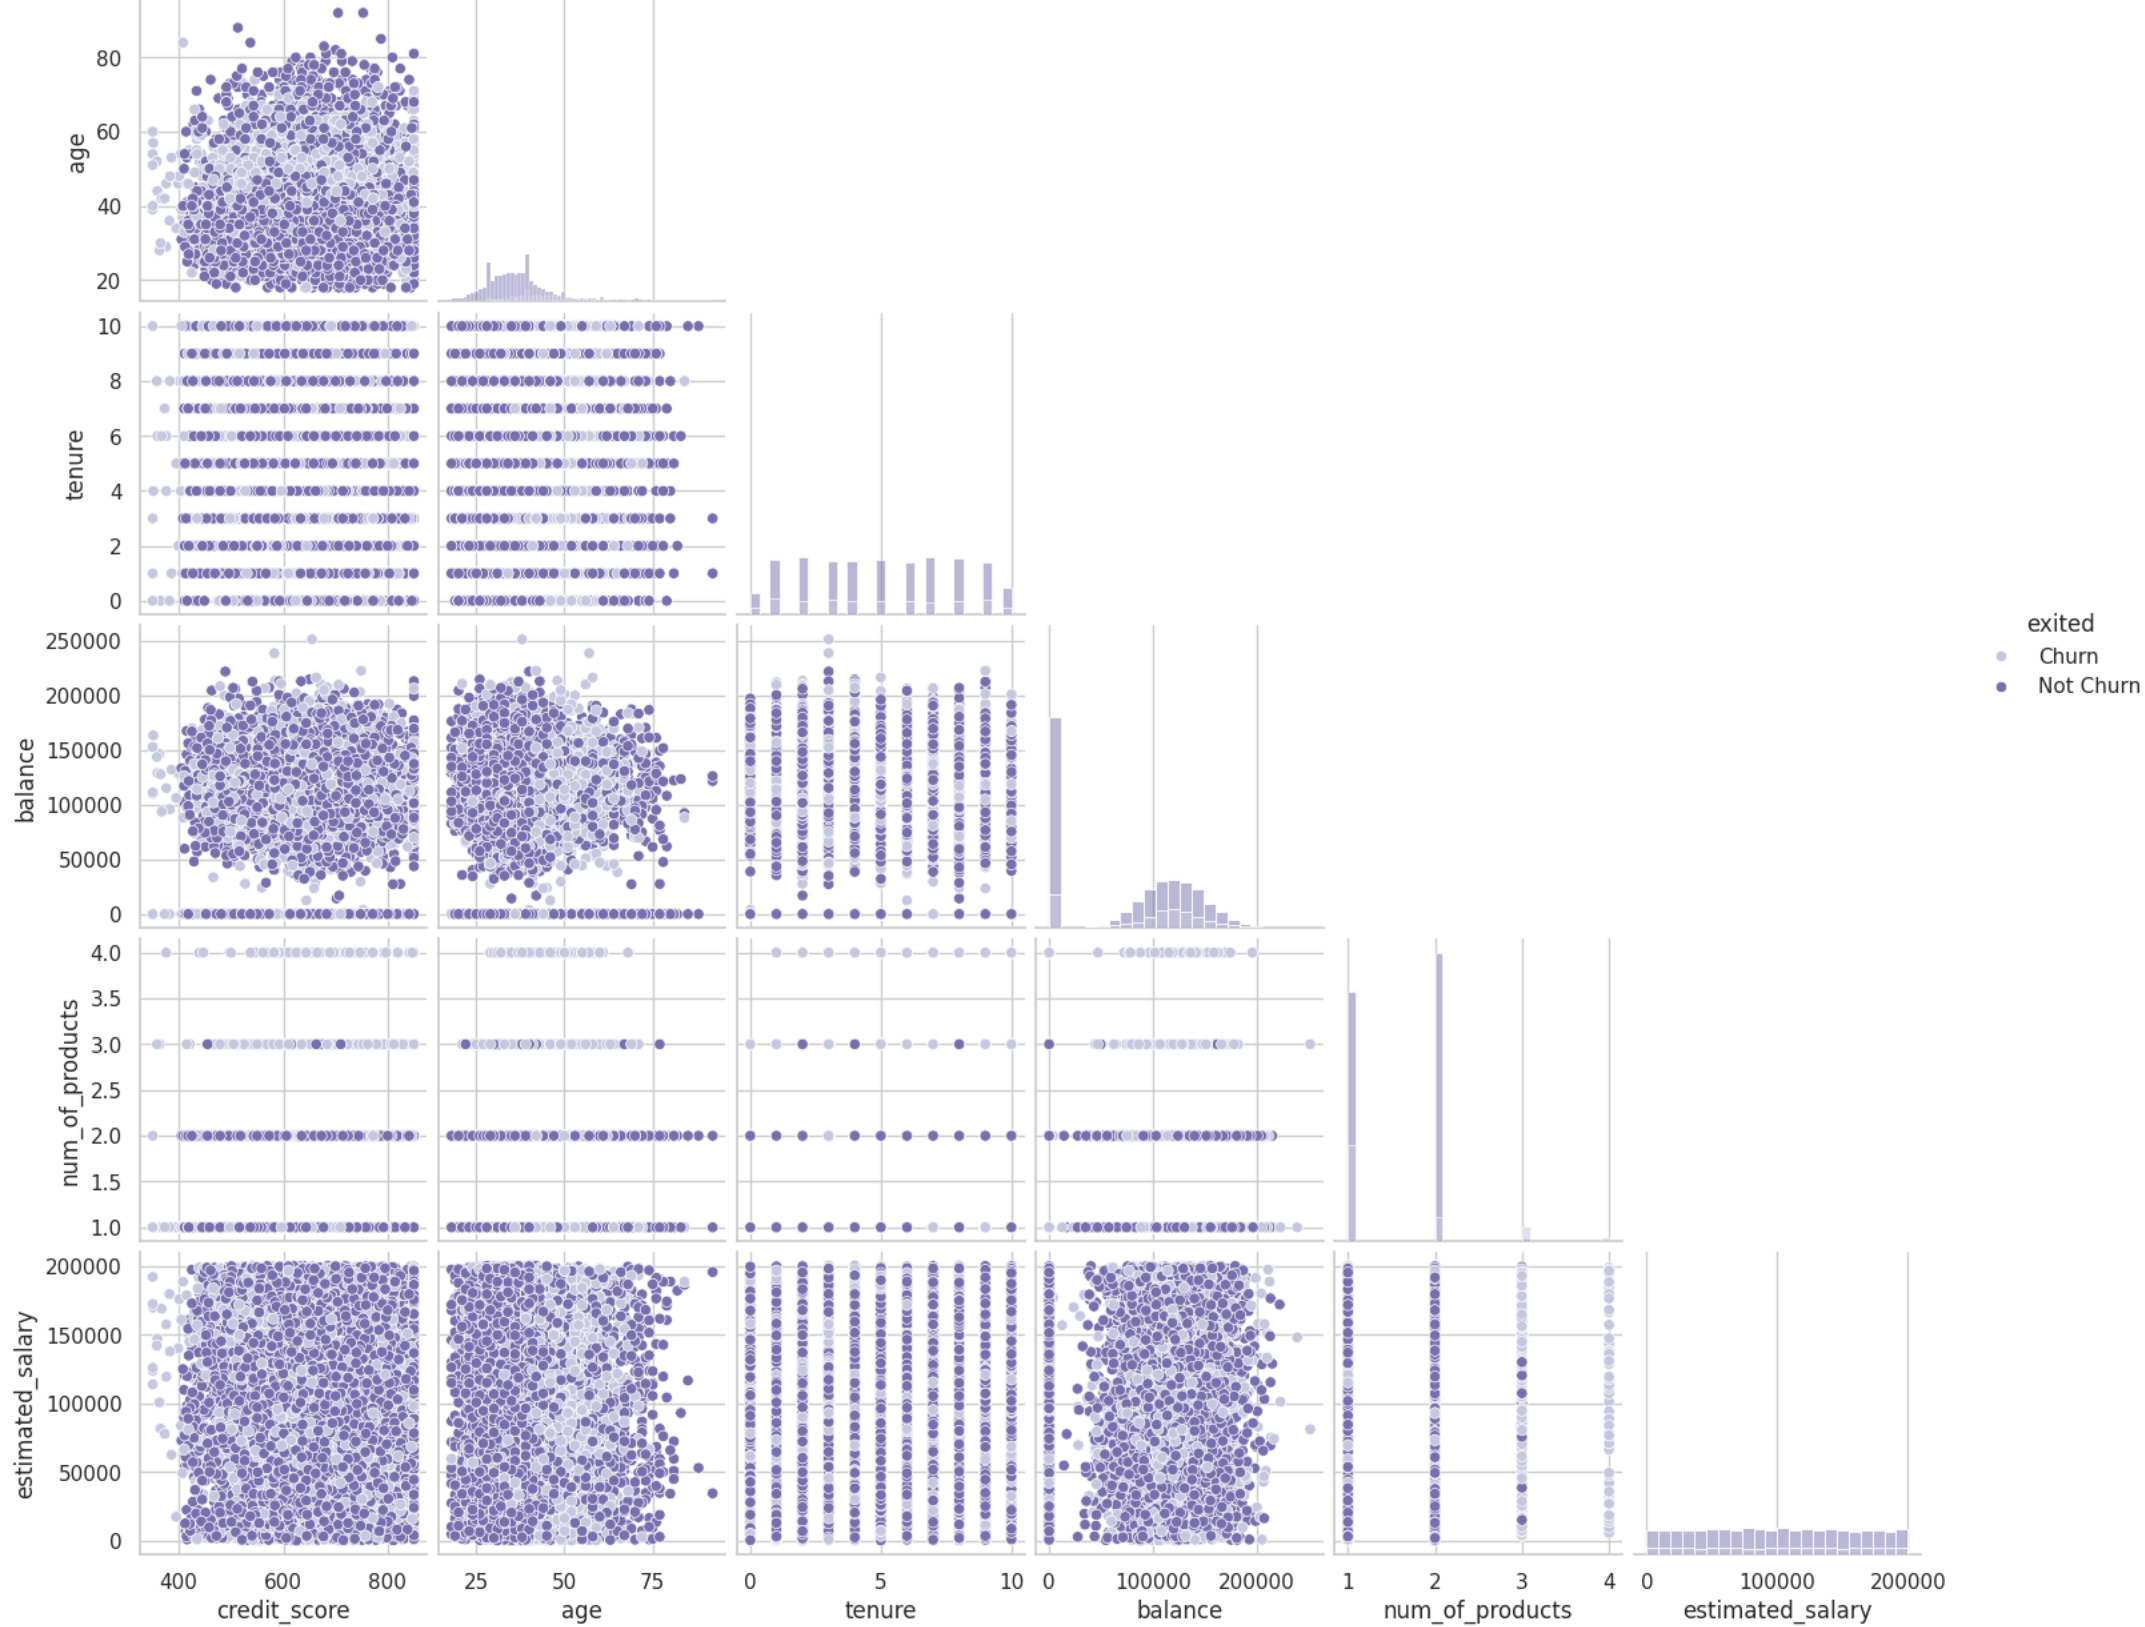 80
60
40
20
age
10
8
6
4
2
0
tenure
250000
200000
150000
100000
50000
0
balance
exited
Churn
Not Churn
4.0
3.5
3.0
2.5
2.0
1.5
1.0
num_of_products
200000
150000
100000
50000
0
estimated_salary
400 600 800
25 50 75
0 5 10
0 100000 200000
1 2 3 4
0 100000 200000
credit_score
age
tenure
balance
num_of_products
estimated_salary